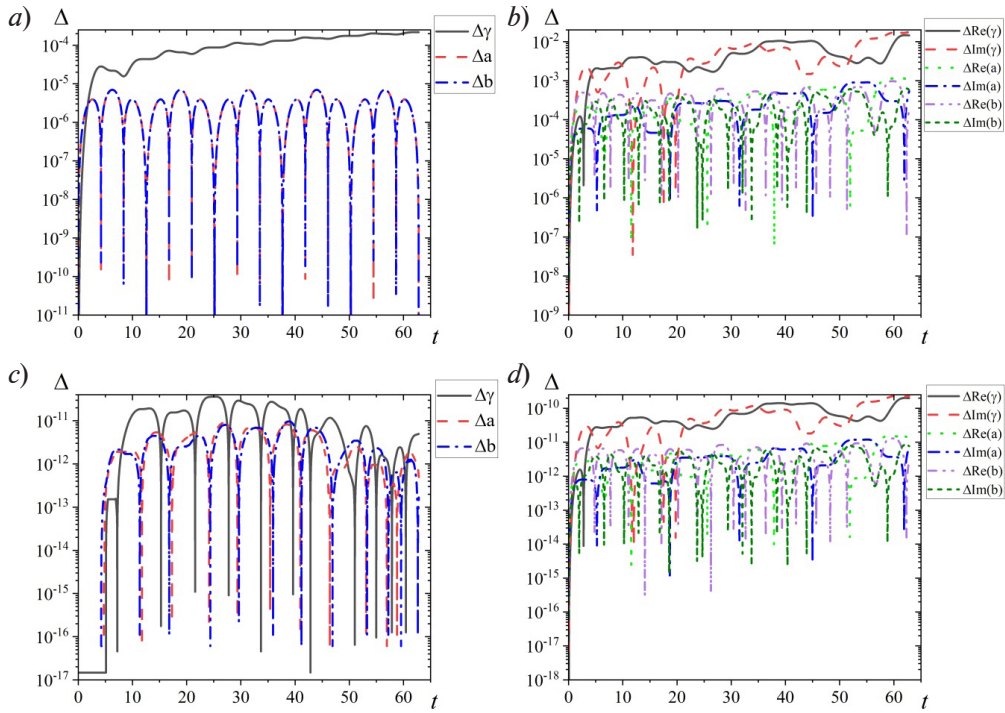 a) Δ
10⁻⁴
10⁻⁵
10⁻⁶
10⁻⁷
10⁻⁸
10⁻⁹
10⁻¹⁰
10⁻¹¹
0 10 20 30 40 50 60 t
Δγ
Δa
Δb
b) Δ
10⁻²
10⁻³
10⁻⁴
10⁻⁵
10⁻⁶
10⁻⁷
10⁻⁸
10⁻⁹
0 10 20 30 40 50 60 t
ΔRe(γ)
ΔIm(γ)
ΔRe(a)
ΔIm(a)
ΔRe(b)
ΔIm(b)
c) Δ
10⁻¹¹
10⁻¹²
10⁻¹³
10⁻¹⁴
10⁻¹⁵
10⁻¹⁶
10⁻¹⁷
0 10 20 30 40 50 60 t
Δγ
Δa
Δb
d) Δ
10⁻¹⁰
10⁻¹¹
10⁻¹²
10⁻¹³
10⁻¹⁴
10⁻¹⁵
10⁻¹⁶
10⁻¹⁷
10⁻¹⁸
0 10 20 30 40 50 60 t
ΔRe(γ)
ΔIm(γ)
ΔRe(a)
ΔIm(a)
ΔRe(b)
ΔIm(b)